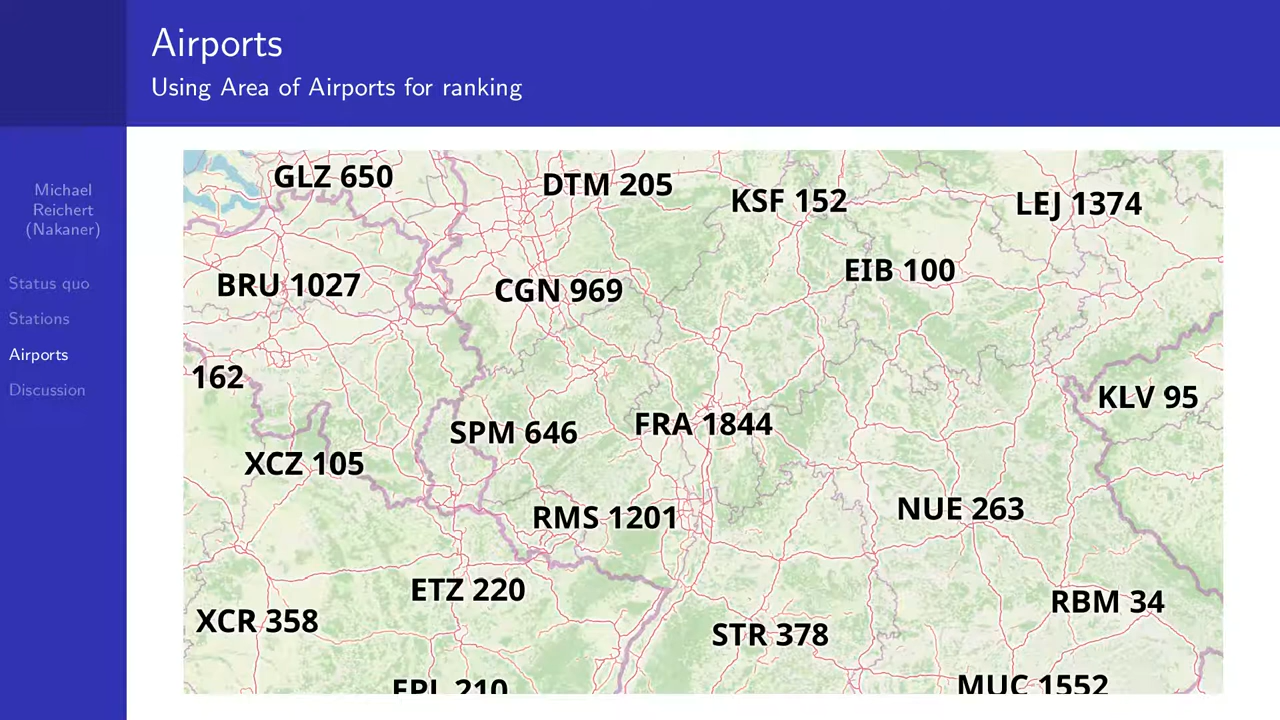 Airports
Using Area of Airports for ranking
Michael
Reichert
(Nakaner)
Status quo
Stations
Airports
Discussion
GLZ 650
DTM 205
KSF 152
LEJ 1374
BRU 1027
CGN 969
EIB 100
162
KLV 95
SPM 646
FRA 1844
XCZ 105
RMS 1201
NUE 263
ETZ 220
RBM 34
XCR 358
STR 378
EPL 210
MUC 1552